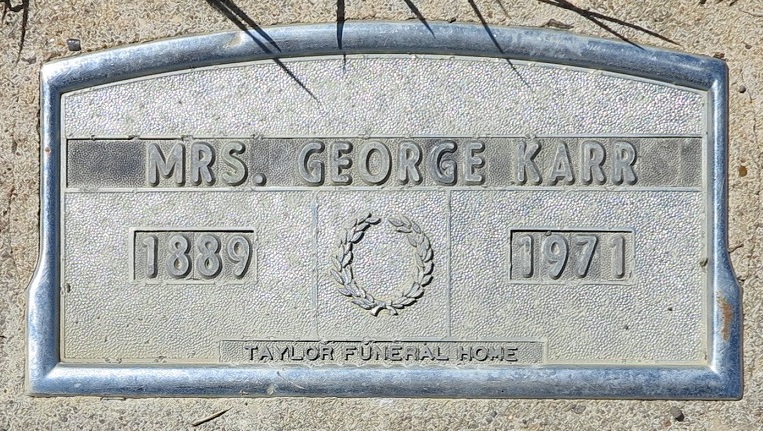 MRS. GEORGE KARR
1889 1971
TAYLOR FUNERAL HOME